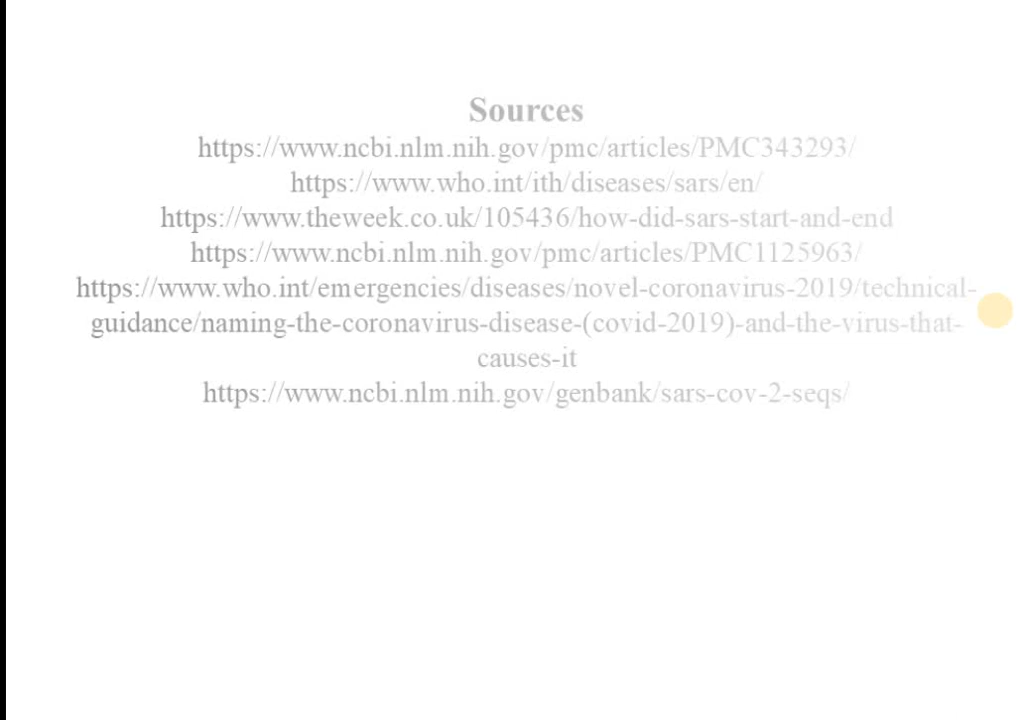 Sources
https://www.ncbi.nlm.nih.gov/pmc/articles/PMC343293/
https://www.who.int/ith/diseases/sars/en/
https://www.theweek.co.uk/105436/how-did-sars-start-and-end
https://www.ncbi.nlm.nih.gov/pmc/articles/PMC1125963/
https://www.who.int/emergencies/diseases/novel-coronavirus-2019/technical-
guidance/naming-the-coronavirus-disease-(covid-2019)-and-the-virus-that-
causes-it
https://www.ncbi.nlm.nih.gov/genbank/sars-cov-2-seqs/